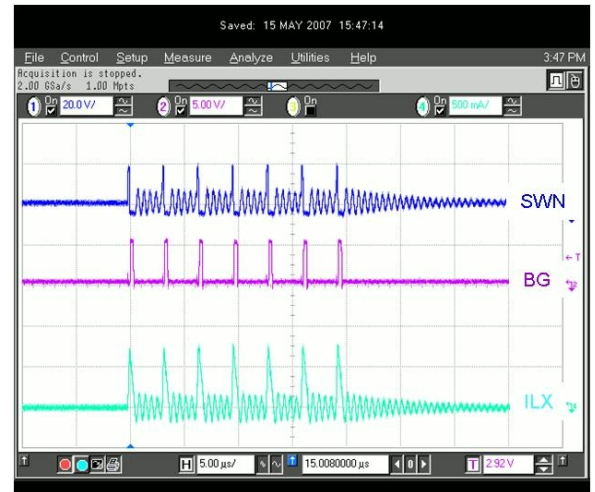 Saved: 15 MAY 2007 15:47:14
File Control Setup Measure Analyze Utilities Help 3:47 PM
Acquisition is stopped.
2.00 GSa/s 1.00 Mpts
1 On 20.0 V/ 2 On 5.00 V/ 3 On 4 On 500 mA/
SWN
T
BG
ILX
H 5.00 µs/ 15.0080000 µs 0 T 2.92 V